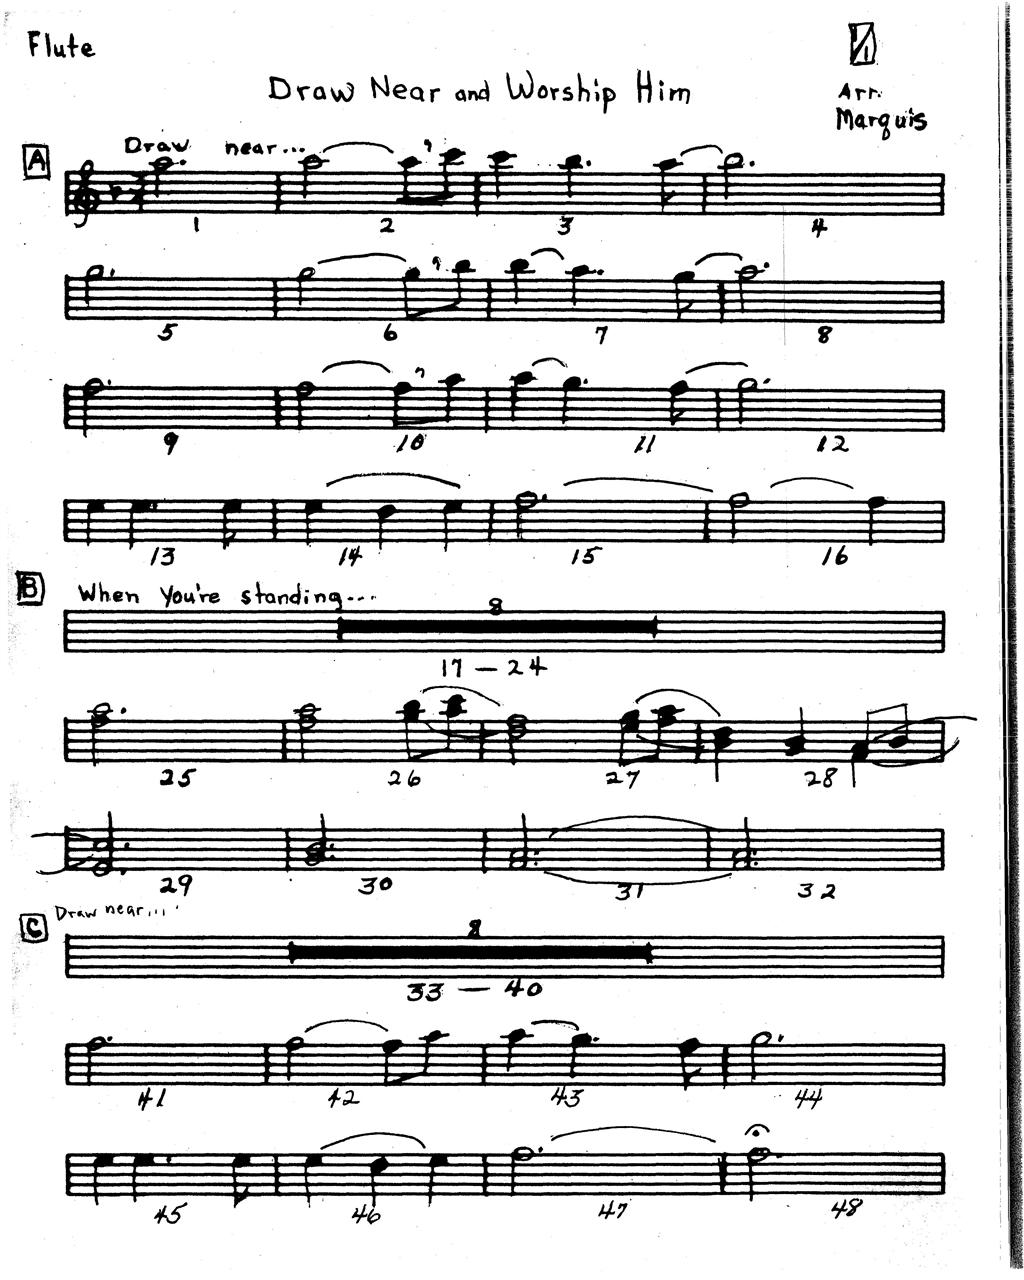 Flute
1/1
Draw Near and Worship Him
Arr.
Marquis
A Draw near...
1 2 3 4
5 6 7 8
9 10 11 12
13 14 15 16
B When You're standing...
8
17 — 24
25 26 27 28
29 30 31 32
C Draw near...
8
33 — 40
41 42 43 44
45 46 47 48